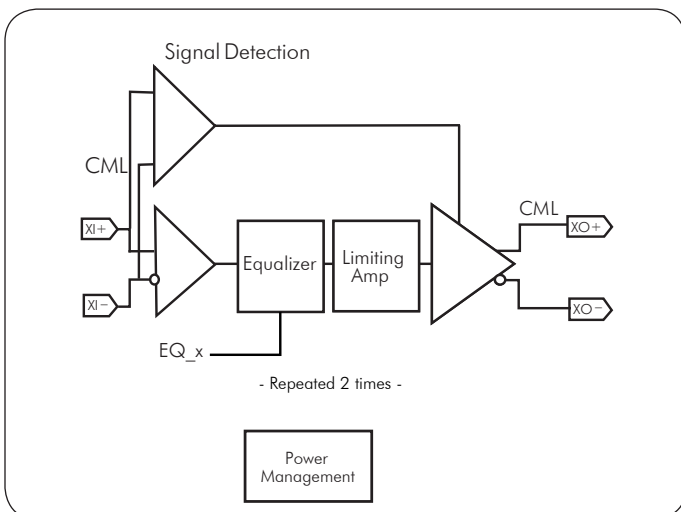 Signal Detection
CML
XI+
XI−
Equalizer
Limiting
Amp
CML
XO+
XO−
EQ_x
- Repeated 2 times -
Power
Management